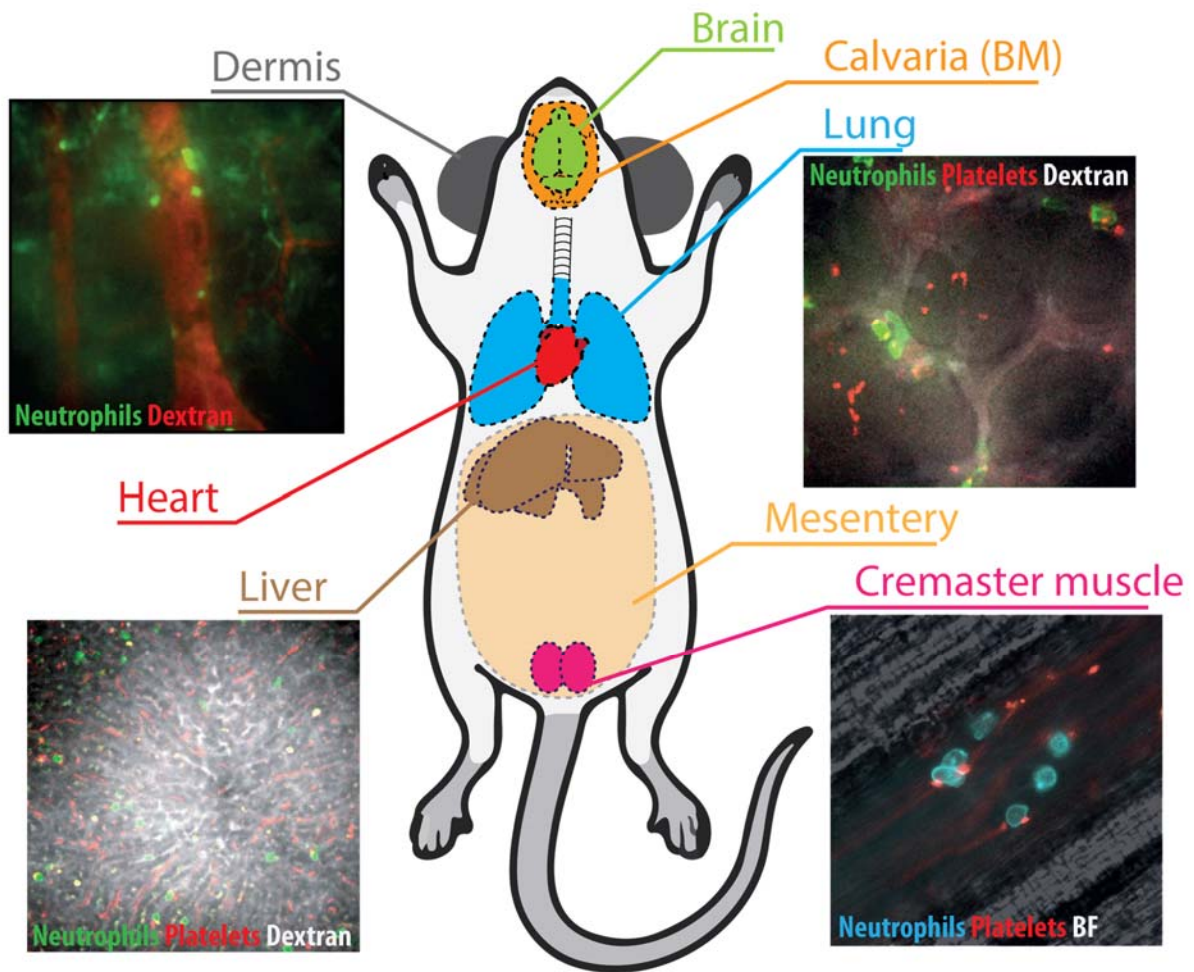 Brain
Dermis
Calvaria (BM)
Lung
Neutrophils Platelets Dextran
Neutrophils Dextran
Heart
Mesentery
Liver
Cremaster muscle
Neutrophils Platelets Dextran
Neutrophils Platelets BF